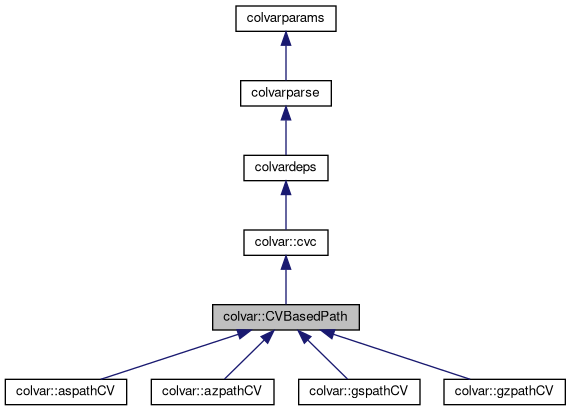 colvarparams
colvarparse
colvardeps
colvar::cvc
colvar::CVBasedPath
colvar::aspathCV
colvar::azpathCV
colvar::gspathCV
colvar::gzpathCV